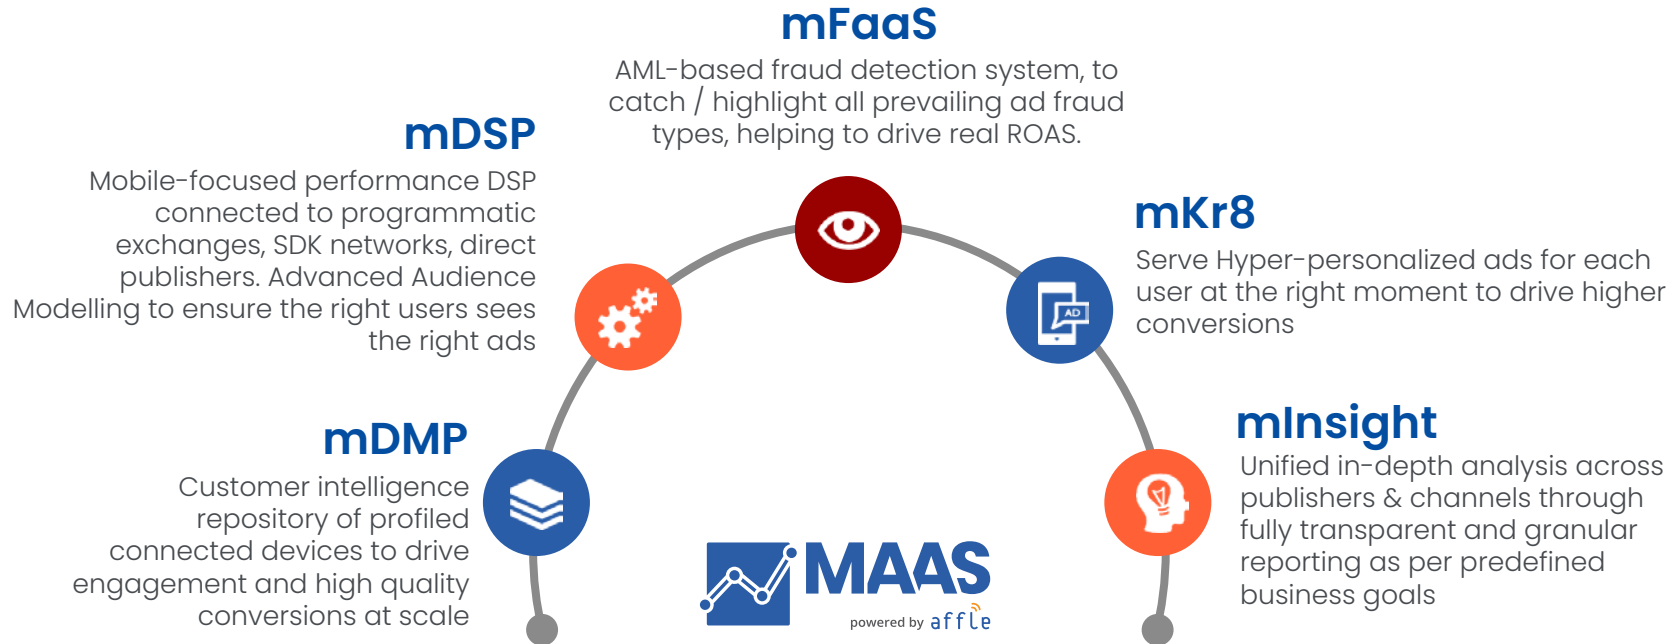 mFaaS
AML-based fraud detection system, to
catch / highlight all prevailing ad fraud
types, helping to drive real ROAS.
mDSP
Mobile-focused performance DSP
connected to programmatic
exchanges, SDK networks, direct
publishers. Advanced Audience
Modelling to ensure the right users sees
the right ads
mKr8
Serve Hyper-personalized ads for each
user at the right moment to drive higher
conversions
AD
mDMP
Customer intelligence
repository of profiled
connected devices to drive
engagement and high quality
conversions at scale
mInsight
Unified in-depth analysis across
publishers & channels through
fully transparent and granular
reporting as per predefined
business goals
MAAS
powered by affle